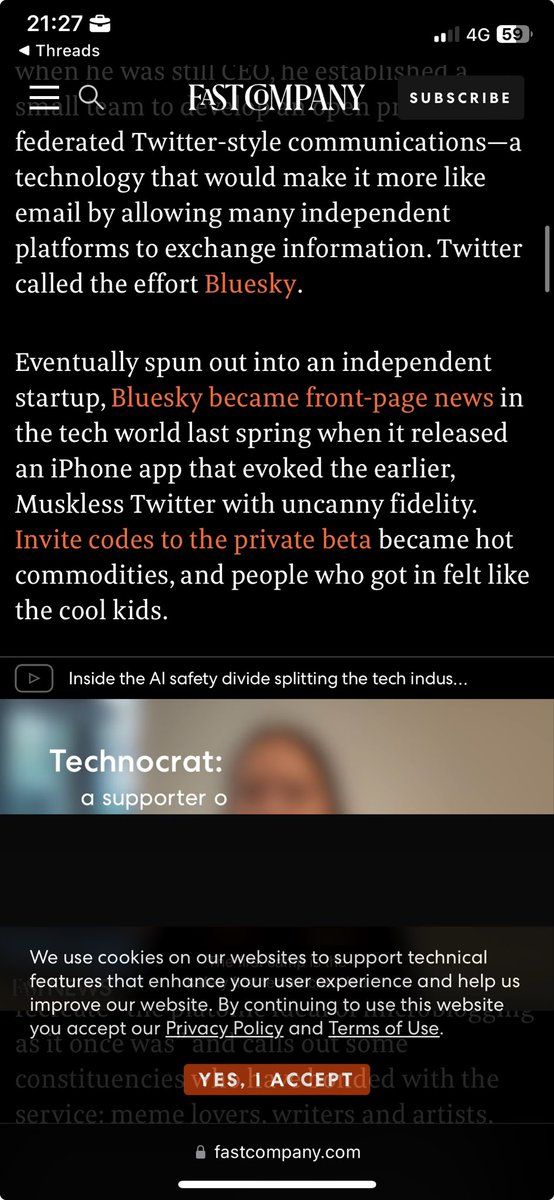 21:27
4G 59
Threads
when he was still CEO, he established a
FAST COMPANY
SUBSCRIBE
small team to develop an open pr
federated Twitter-style communications—a
technology that would make it more like
email by allowing many independent
platforms to exchange information. Twitter
called the effort Bluesky.
Eventually spun out into an independent
startup, Bluesky became front-page news in
the tech world last spring when it released
an iPhone app that evoked the earlier,
Muskless Twitter with uncanny fidelity.
Invite codes to the private beta became hot
commodities, and people who got in felt like
the cool kids.
Inside the AI safety divide splitting the tech indus...
Technocrat:
a supporter o
We use cookies on our websites to support technical
features that enhance your user experience and help us
improve our website. By continuing to use this website
you accept our Privacy Policy and Terms of Use.
as it once was" and calls out some
constituencies who have bonded with the
YES, I ACCEPT
service: meme lovers, writers and artists,
fastcompany.com